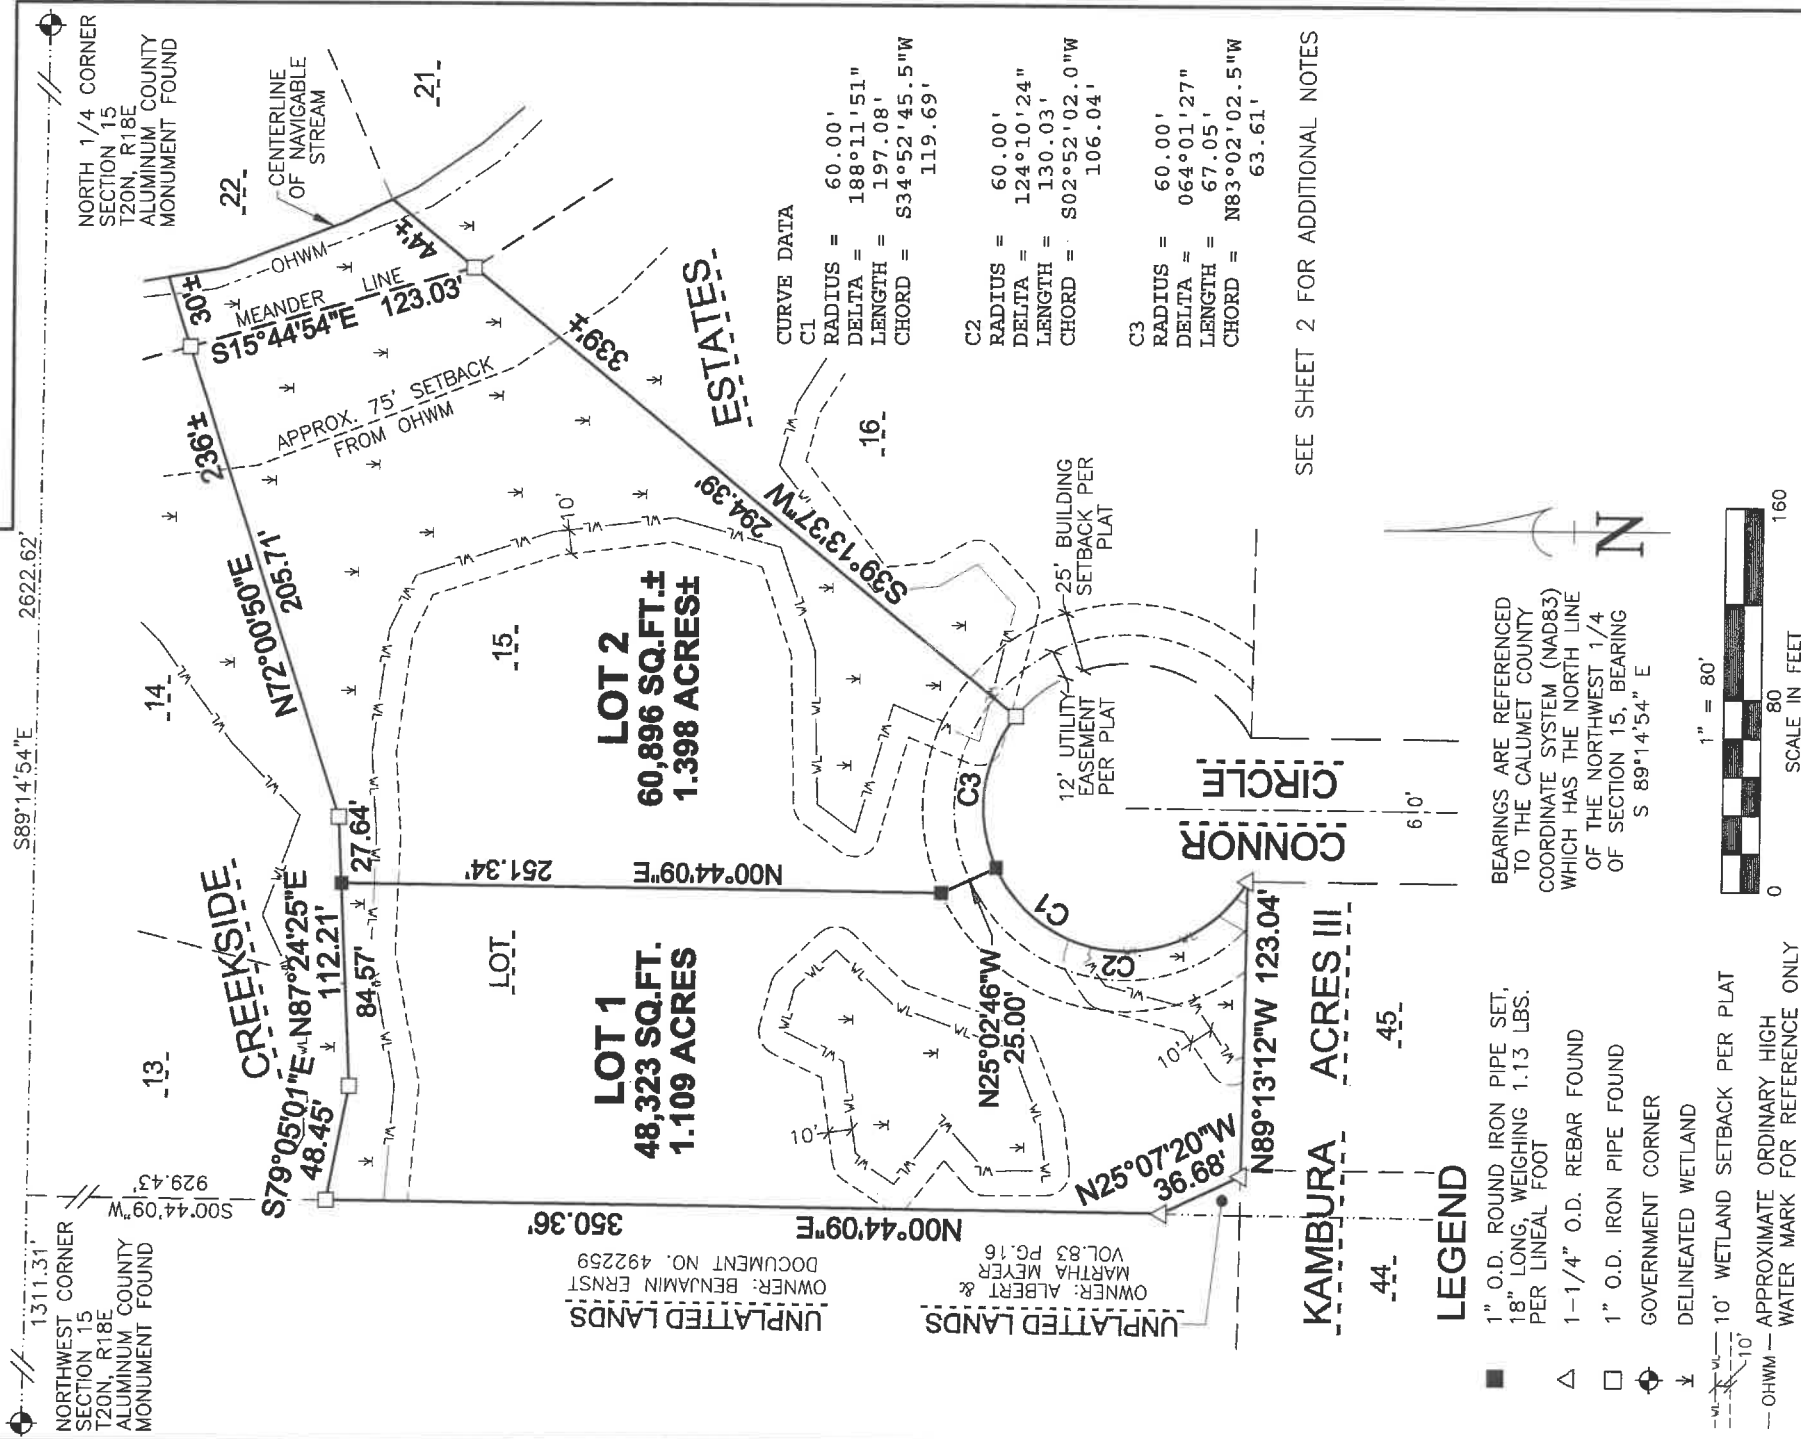 S89°14'54"E 2622.62'
1311.31'
NORTHWEST CORNER
SECTION 15
T20N, R18E
ALUMINUM COUNTY
MONUMENT FOUND
NORTH 1/4 CORNER
SECTION 15
T20N, R18E
ALUMINUM COUNTY
MONUMENT FOUND
S00°44'09"W
929.43'
13
14
22
21
CENTERLINE
OF NAVIGABLE
STREAM
CREEKSIDE
ESTATES
S79°05'01"E
48.45'
N87°24'25"E
112.21'
84.57'
27.64'
N72°00'50"E
205.71'
236'±
30'±
OHWM
MEANDER LINE
S15°44'54"E 123.03'
44'±
339'±
APPROX. 75' SETBACK
FROM OHWM
294.39'
S39°13'37"W
10'
LOT
15
16
LOT 1
48,323 SQ.FT.
1.109 ACRES
LOT 2
60,896 SQ.FT.±
1.398 ACRES±
251.34'
N00°44'09"E
350.36'
N00°44'09"E
UNPLATTED LANDS
OWNER: BENJAMIN ERNST
DOCUMENT NO. 492259
UNPLATTED LANDS
OWNER: ALBERT &
MARTHA MEYER
VOL.83 PG.16
10'
10'
N25°02'46"W
25.00'
N25°07'20"W
36.68'
N89°13'12"W 123.04'
C1
C2
C3
12' UTILITY
EASEMENT
PER PLAT
25' BUILDING
SETBACK PER
PLAT
CONNOR
CIRCLE
60'
KAMBURA ACRES III
44
45
CURVE DATA
C1
RADIUS = 60.00'
DELTA = 188°11'51"
LENGTH = 197.08'
CHORD = S34°52'45.5"W
119.69'
C2
RADIUS = 60.00'
DELTA = 124°10'24"
LENGTH = 130.03'
CHORD = S02°52'02.0"W
106.04'
C3
RADIUS = 60.00'
DELTA = 064°01'27"
LENGTH = 67.05'
CHORD = N83°02'02.5"W
63.61'
SEE SHEET 2 FOR ADDITIONAL NOTES
N
BEARINGS ARE REFERENCED
TO THE CALUMET COUNTY
COORDINATE SYSTEM (NAD83)
WHICH HAS THE NORTH LINE
OF THE NORTHWEST 1/4
OF SECTION 15, BEARING
S 89°14'54" E
1" = 80'
0 80 160
SCALE IN FEET
LEGEND
1" O.D. ROUND IRON PIPE SET,
18" LONG, WEIGHING 1.13 LBS.
PER LINEAL FOOT
1-1/4" O.D. REBAR FOUND
1" O.D. IRON PIPE FOUND
GOVERNMENT CORNER
DELINEATED WETLAND
WL WL 10' WETLAND SETBACK PER PLAT
10'
OHWM APPROXIMATE ORDINARY HIGH
WATER MARK FOR REFERENCE ONLY